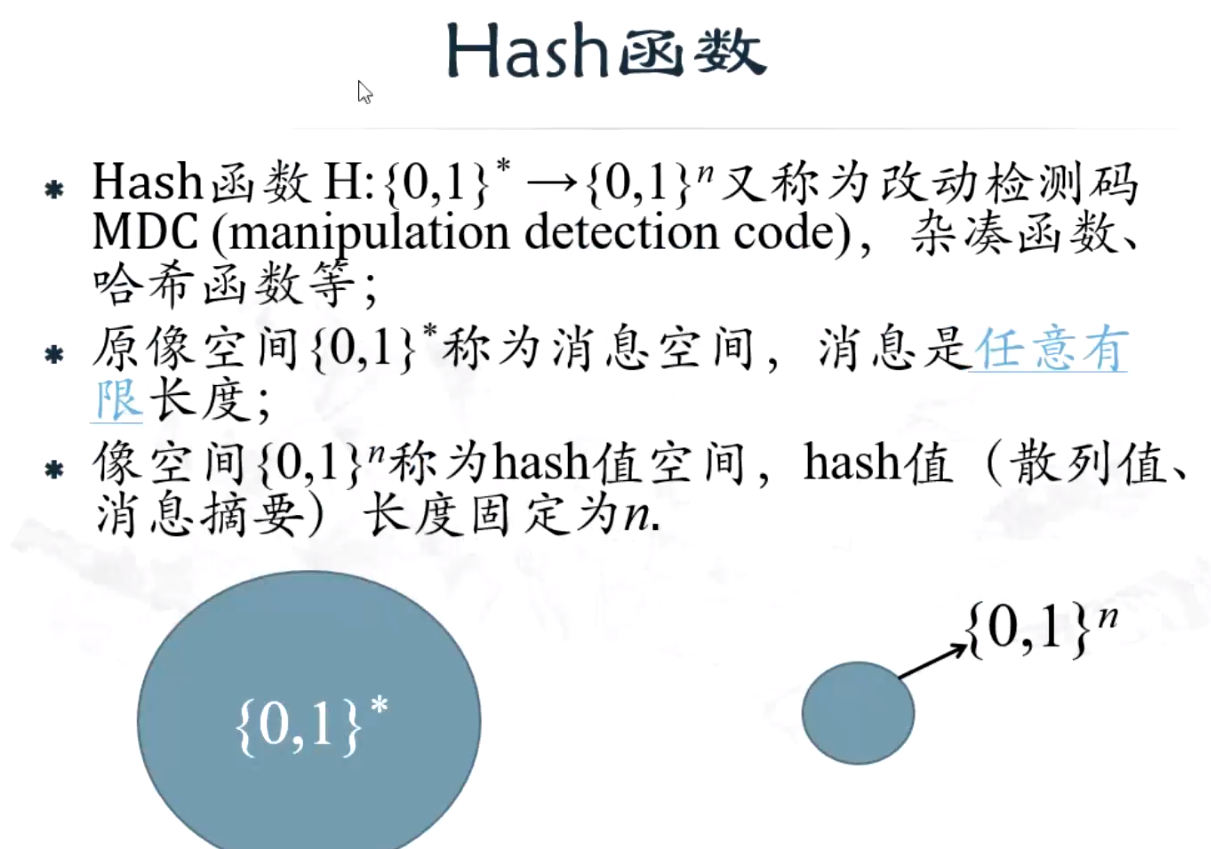 Hash函数
* Hash函数 H:{0,1}* →{0,1}ⁿ又称为改动检测码
MDC (manipulation detection code)，杂凑函数、
哈希函数等；
* 原像空间{0,1}*称为消息空间，消息是任意有
限长度；
* 像空间{0,1}ⁿ称为hash值空间，hash值（散列值、
消息摘要）长度固定为n.
{0,1}ⁿ
{0,1}*